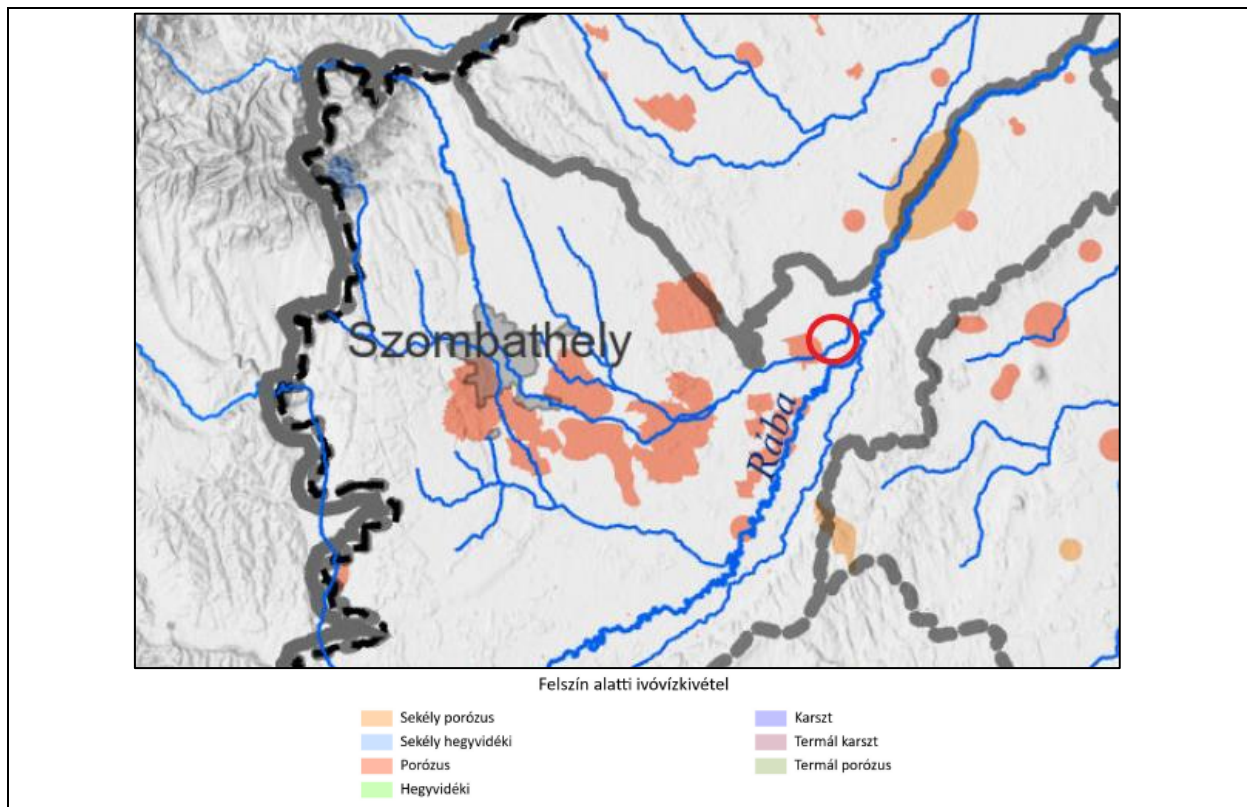 Szombathely
Rába
Felszín alatti ivóvízkivétel
Sekély porózus
Sekély hegyvidéki
Porózus
Hegyvidéki
Karszt
Termál karszt
Termál porózus